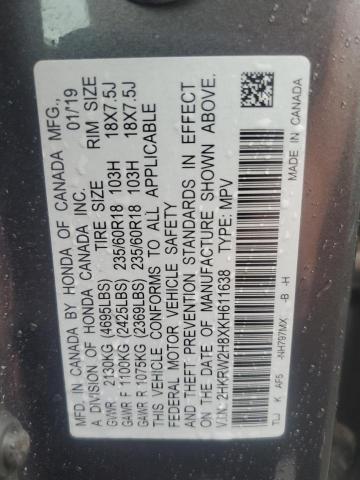 MFD. IN CANADA BY HONDA OF CANADA MFG., 01/19
A DIVISION OF HONDA CANADA INC.
TIRE SIZE RIM SIZE
GVWR 2130KG (4695LBS)
GAWR F 1100KG (2425LBS) 235/60R18 103H 18X7.5J
GAWR R 1075KG (2369LBS) 235/60R18 103H 18X7.5J
THIS VEHICLE CONFORMS TO ALL APPLICABLE
FEDERAL MOTOR VEHICLE SAFETY
AND THEFT PREVENTION STANDARDS IN EFFECT
ON THE DATE OF MANUFACTURE SHOWN ABOVE.
V.I.N.: 2HKRW2H8XKH611638 TYPE: MPV
TLJ K AF5 -NH797MX -B -H MADE IN CANADA